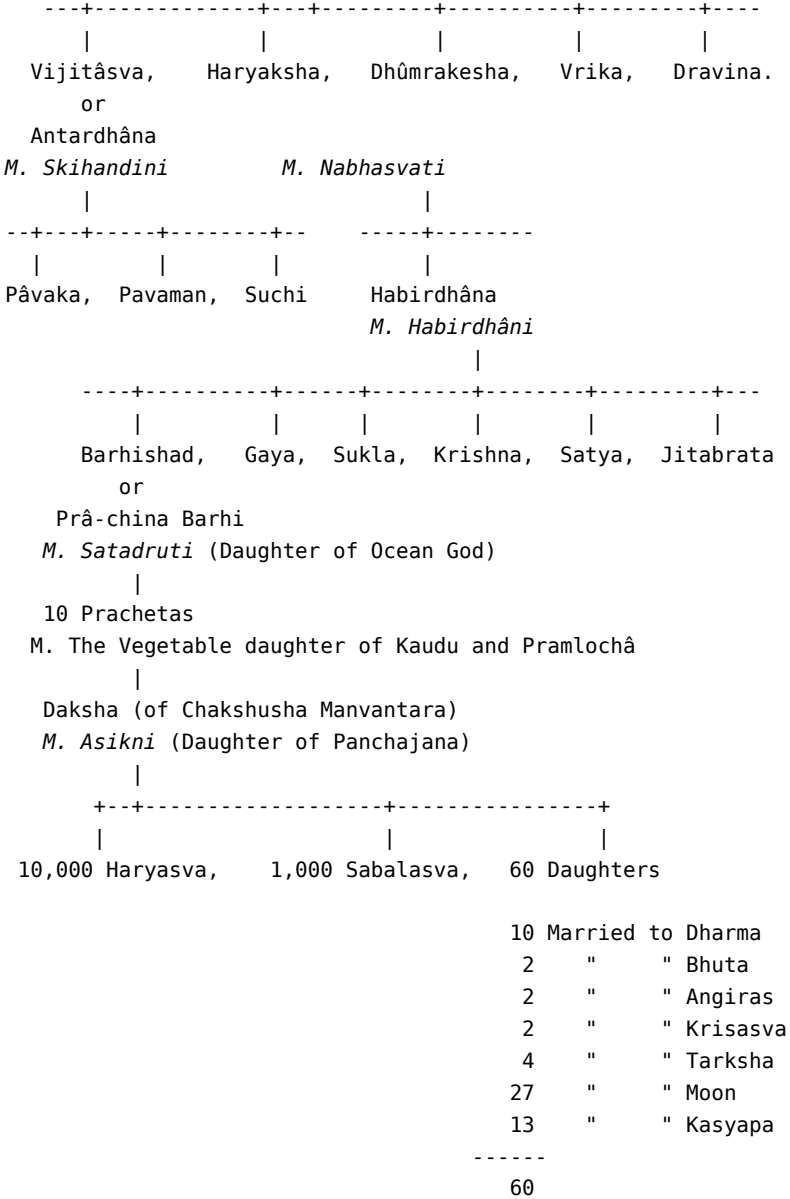 ---+-------------+---+---------+----------+---------+----
| | | | |
Vijitâsva, Haryaksha, Dhûmrakesha, Vrika, Dravina.
or
Antardhâna
M. Skihandini M. Nabhasvati
| |
--+---+-----+--------+-- -----+--------
| | | |
Pâvaka, Pavaman, Suchi Habirdhâna
M. Habirdhâni
|
----+----------+------+--------+--------+---------+---
| | | | | |
Barhishad, Gaya, Sukla, Krishna, Satya, Jitabrata
or
Prâ-china Barhi
M. Satadruti (Daughter of Ocean God)
|
10 Prachetas
M. The Vegetable daughter of Kaudu and Pramlochâ
|
Daksha (of Chakshusha Manvantara)
M. Asikni (Daughter of Panchajana)
|
+--+-------------------+----------------+
| | |
10,000 Haryasva, 1,000 Sabalasva, 60 Daughters
10 Married to Dharma
2 " " Bhuta
2 " " Angiras
2 " " Krisasva
4 " " Tarksha
27 " " Moon
13 " " Kasyapa
------
60